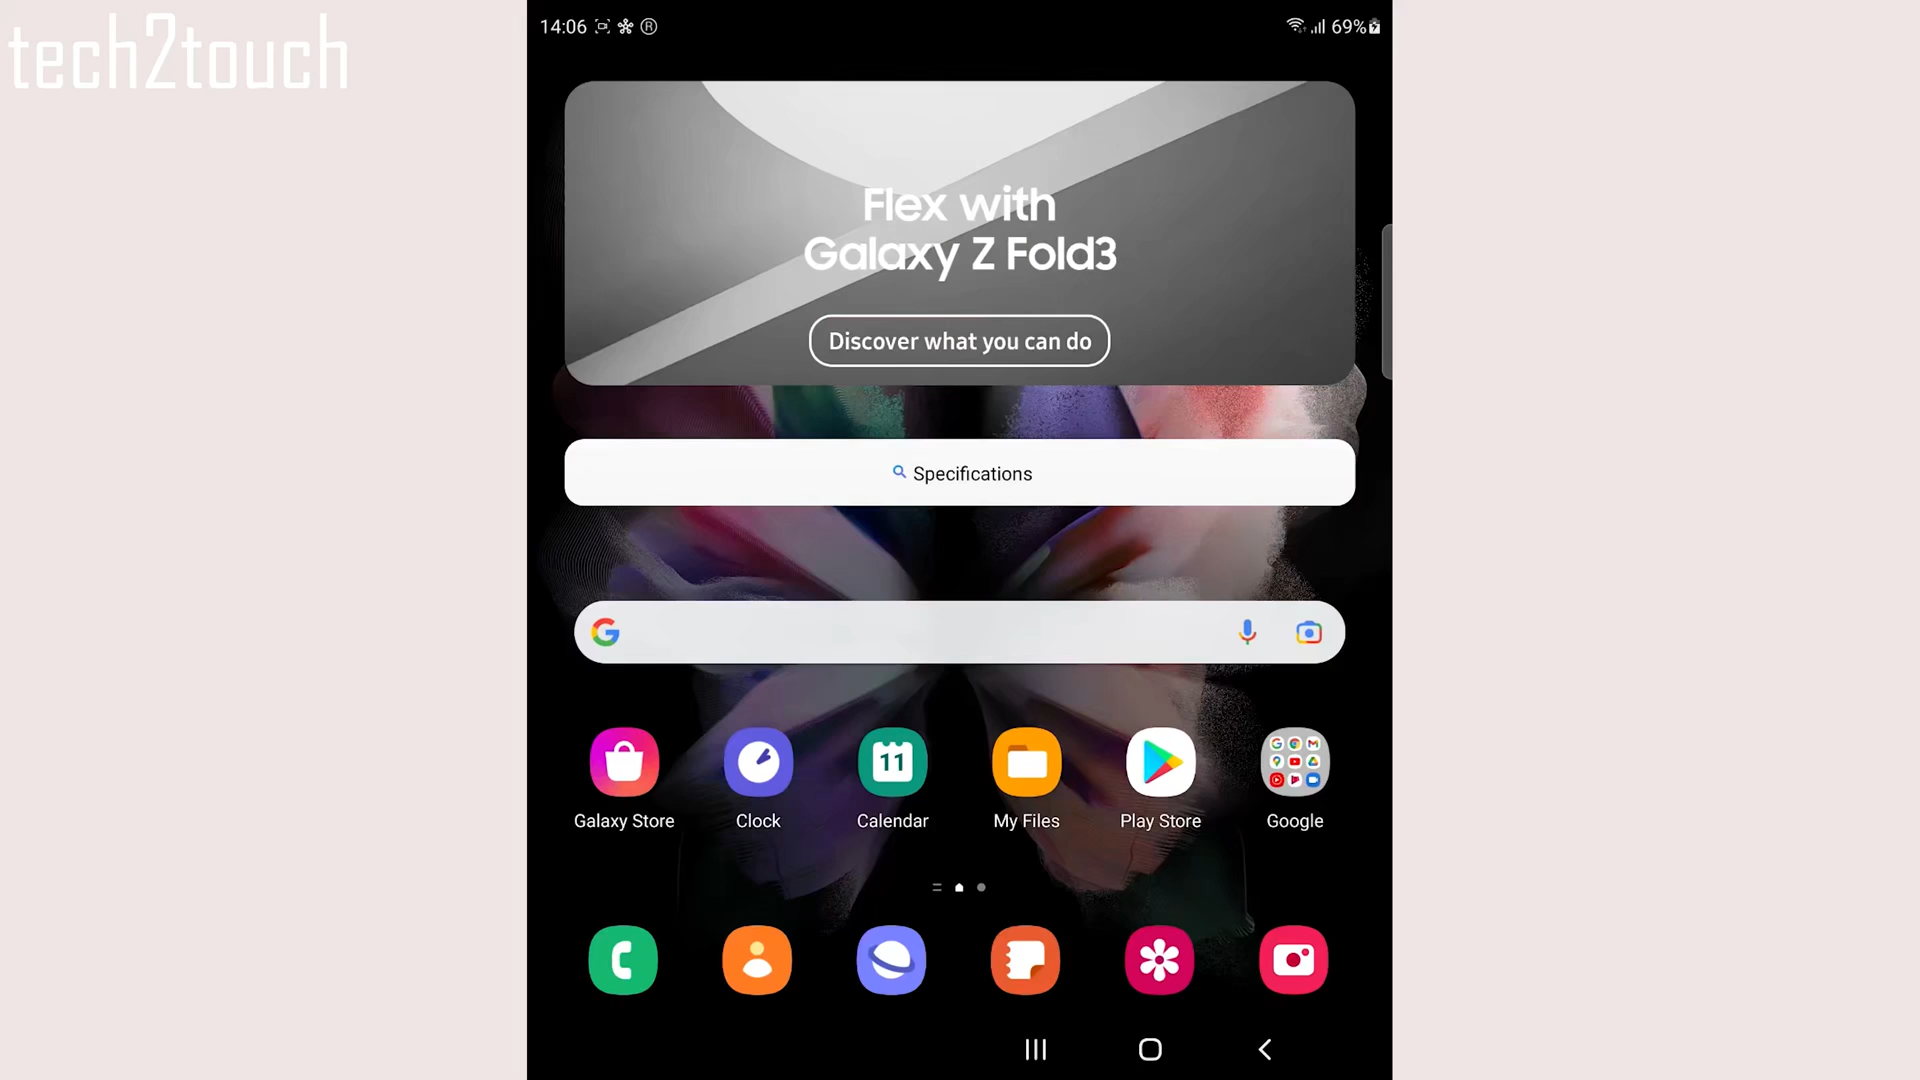 tech2touch
14:06 R
69%
Flex with
Galaxy Z Fold3
Discover what you can do
Specifications
11
Galaxy Store
Clock
Calendar
My Files
Play Store
Google